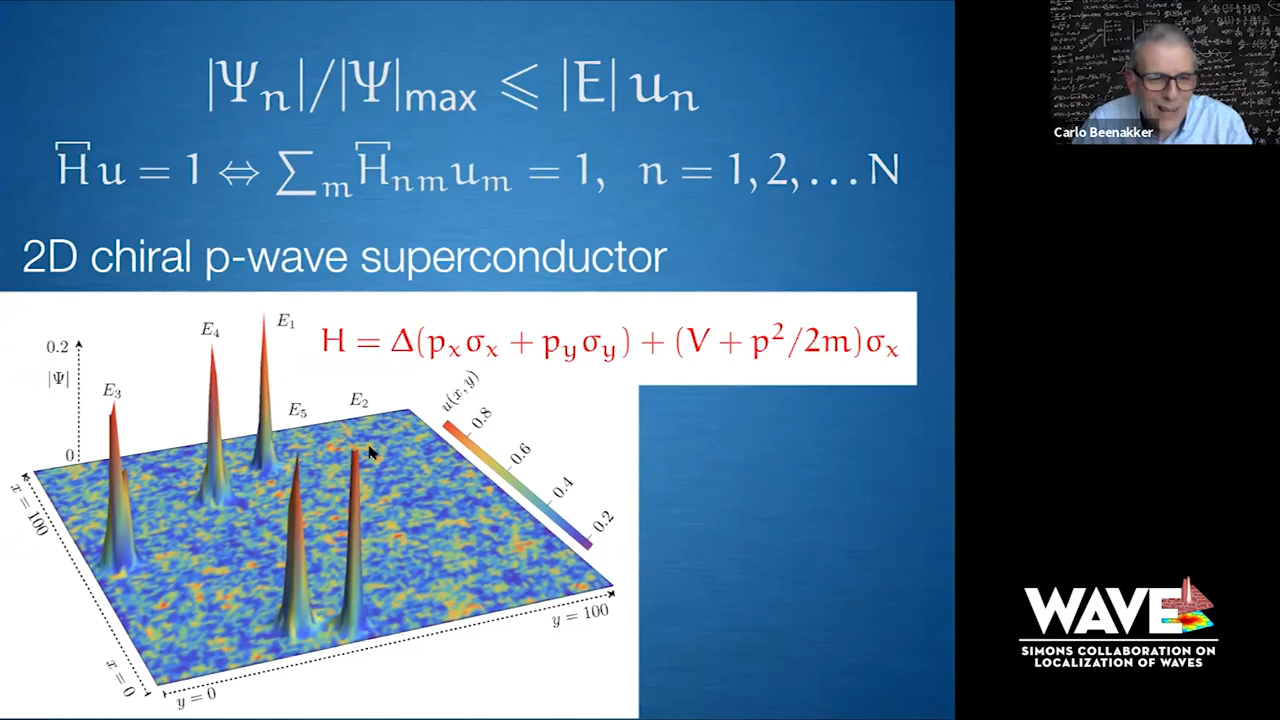 |Ψₙ|/|Ψ|max ⩽ |E| uₙ
H̅u = 1 ⇔ ∑ₘ H̅ₙₘuₘ = 1, n = 1, 2, … N
2D chiral p-wave superconductor
H = Δ(pₓσₓ + p_yσ_y) + (V + p²/2m)σₓ
0.2
|Ψ|
0
E₃
E₄
E₁
E₅
E₂
u(x, y)
0.8
0.6
0.4
0.2
x = 100
x = 0
y = 0
y = 100
Carlo Beenakker
WAVE
SIMONS COLLABORATION ON
LOCALIZATION OF WAVES